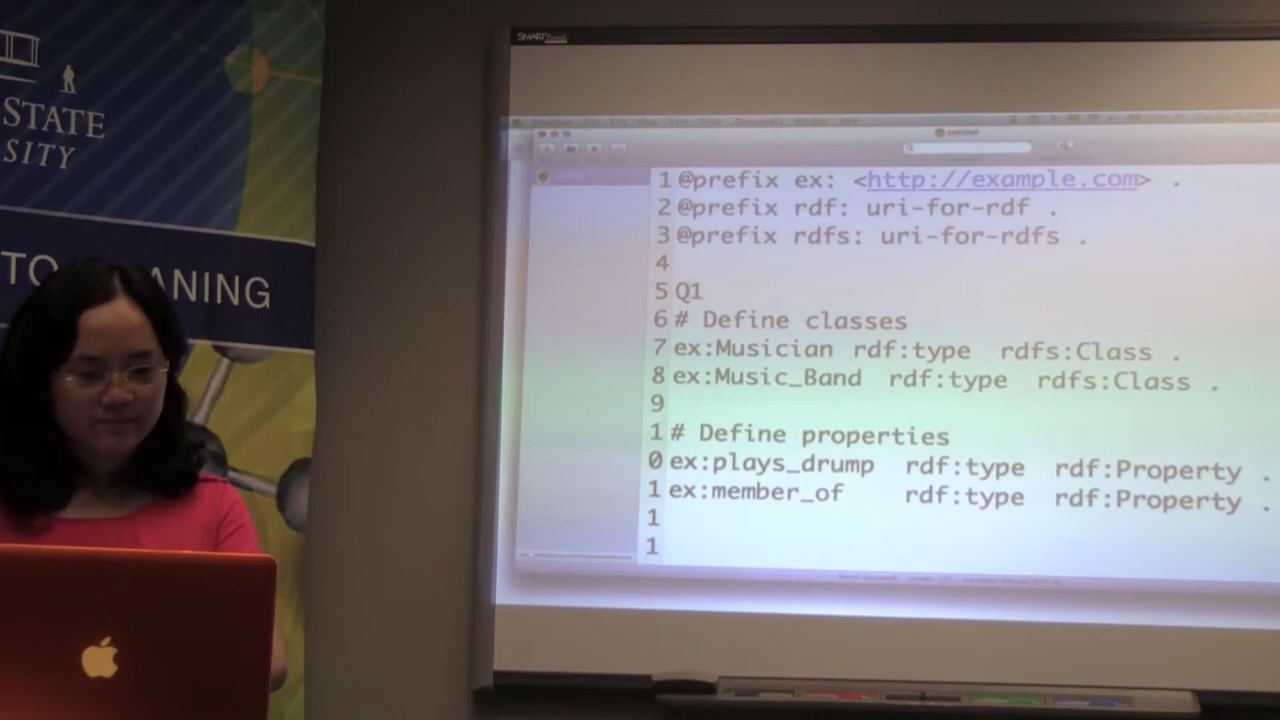 STATE
SITY
TO
ANING
SMART
untitled
1 @prefix ex: <http://example.com> .
2 @prefix rdf: uri-for-rdf .
3 @prefix rdfs: uri-for-rdfs .
4
5 Q1
6 # Define classes
7 ex:Musician rdf:type rdfs:Class .
8 ex:Music_Band rdf:type rdfs:Class .
9
1 # Define properties
0 ex:plays_drump rdf:type rdf:Property .
1 ex:member_of rdf:type rdf:Property .
1
1